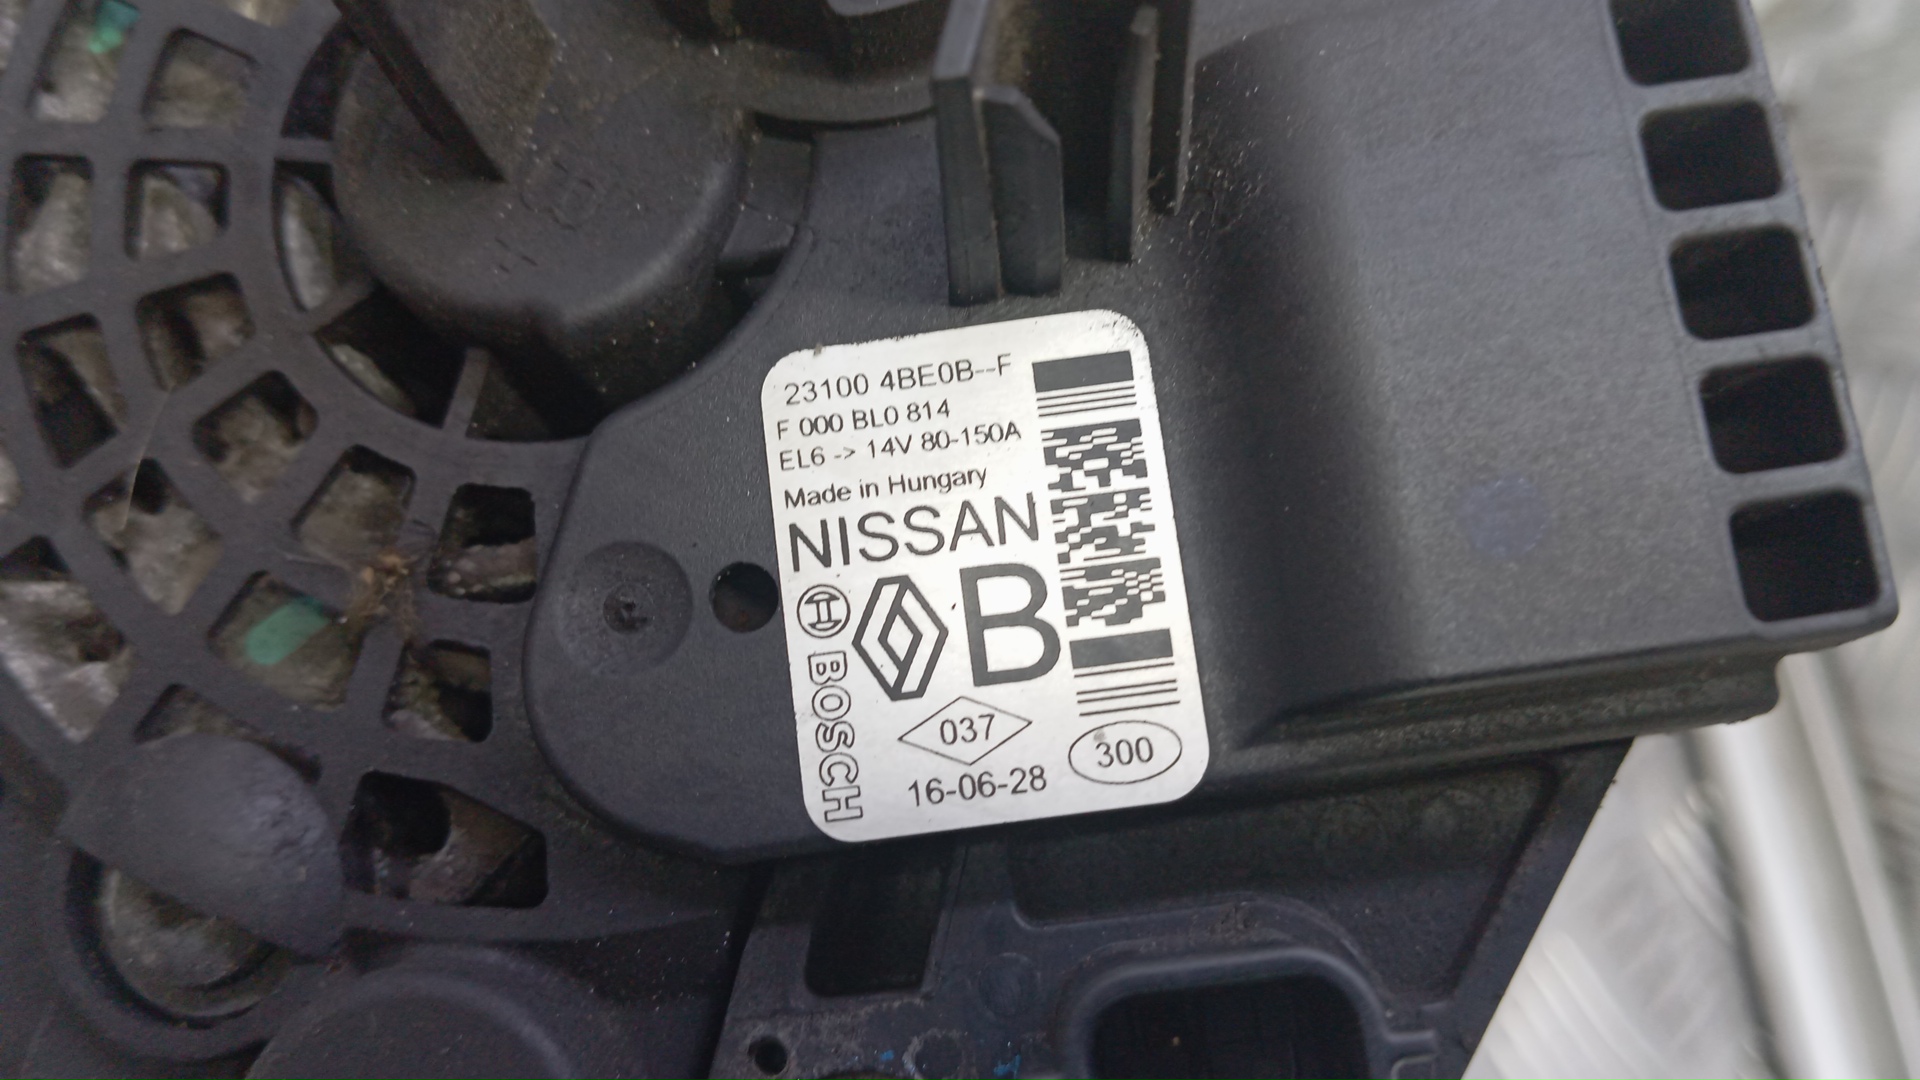 23100 4BE0B--F
F 000 BL0 814
EL6 -> 14V 80-150A
Made in Hungary
NISSAN
B
BOSCH
037
300
16-06-28